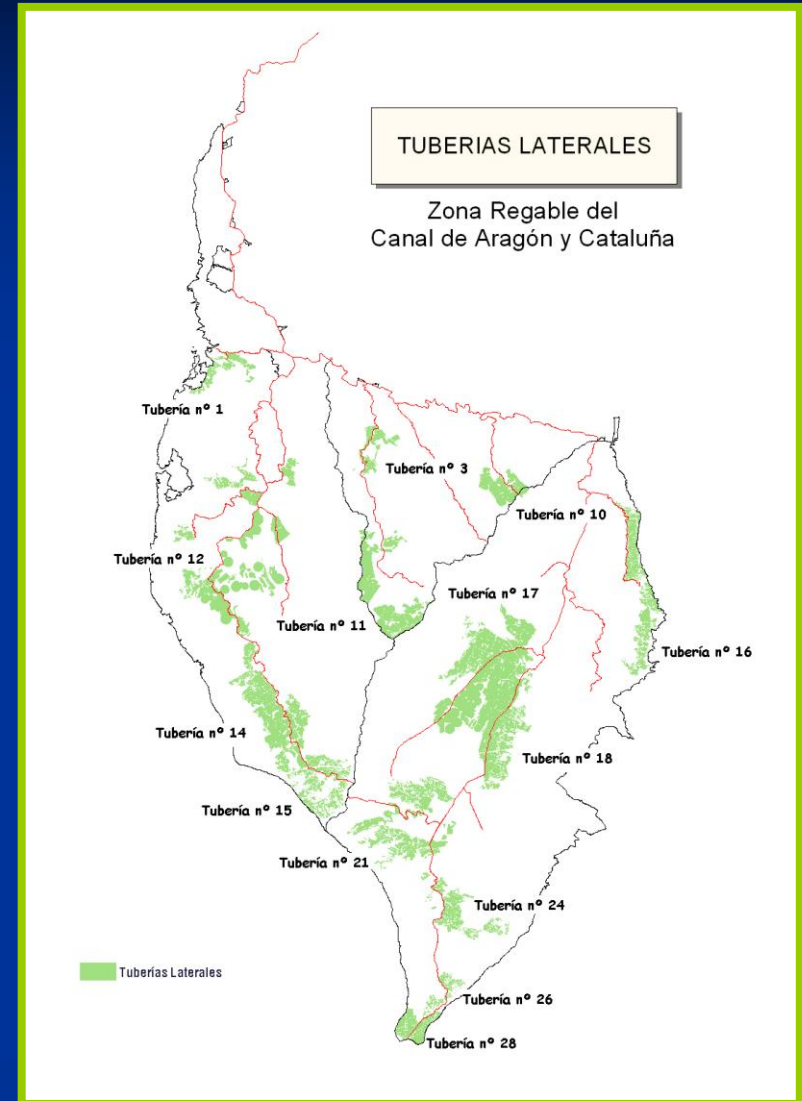 TUBERIAS LATERALES
Zona Regable del
Canal de Aragón y Cataluña
Tubería nº 1
Tubería nº 3
Tubería nº 10
Tubería nº 12
Tubería nº 17
Tubería nº 11
Tubería nº 16
Tubería nº 14
Tubería nº 18
Tubería nº 15
Tubería nº 21
Tubería nº 24
Tuberías Laterales
Tubería nº 26
Tubería nº 28